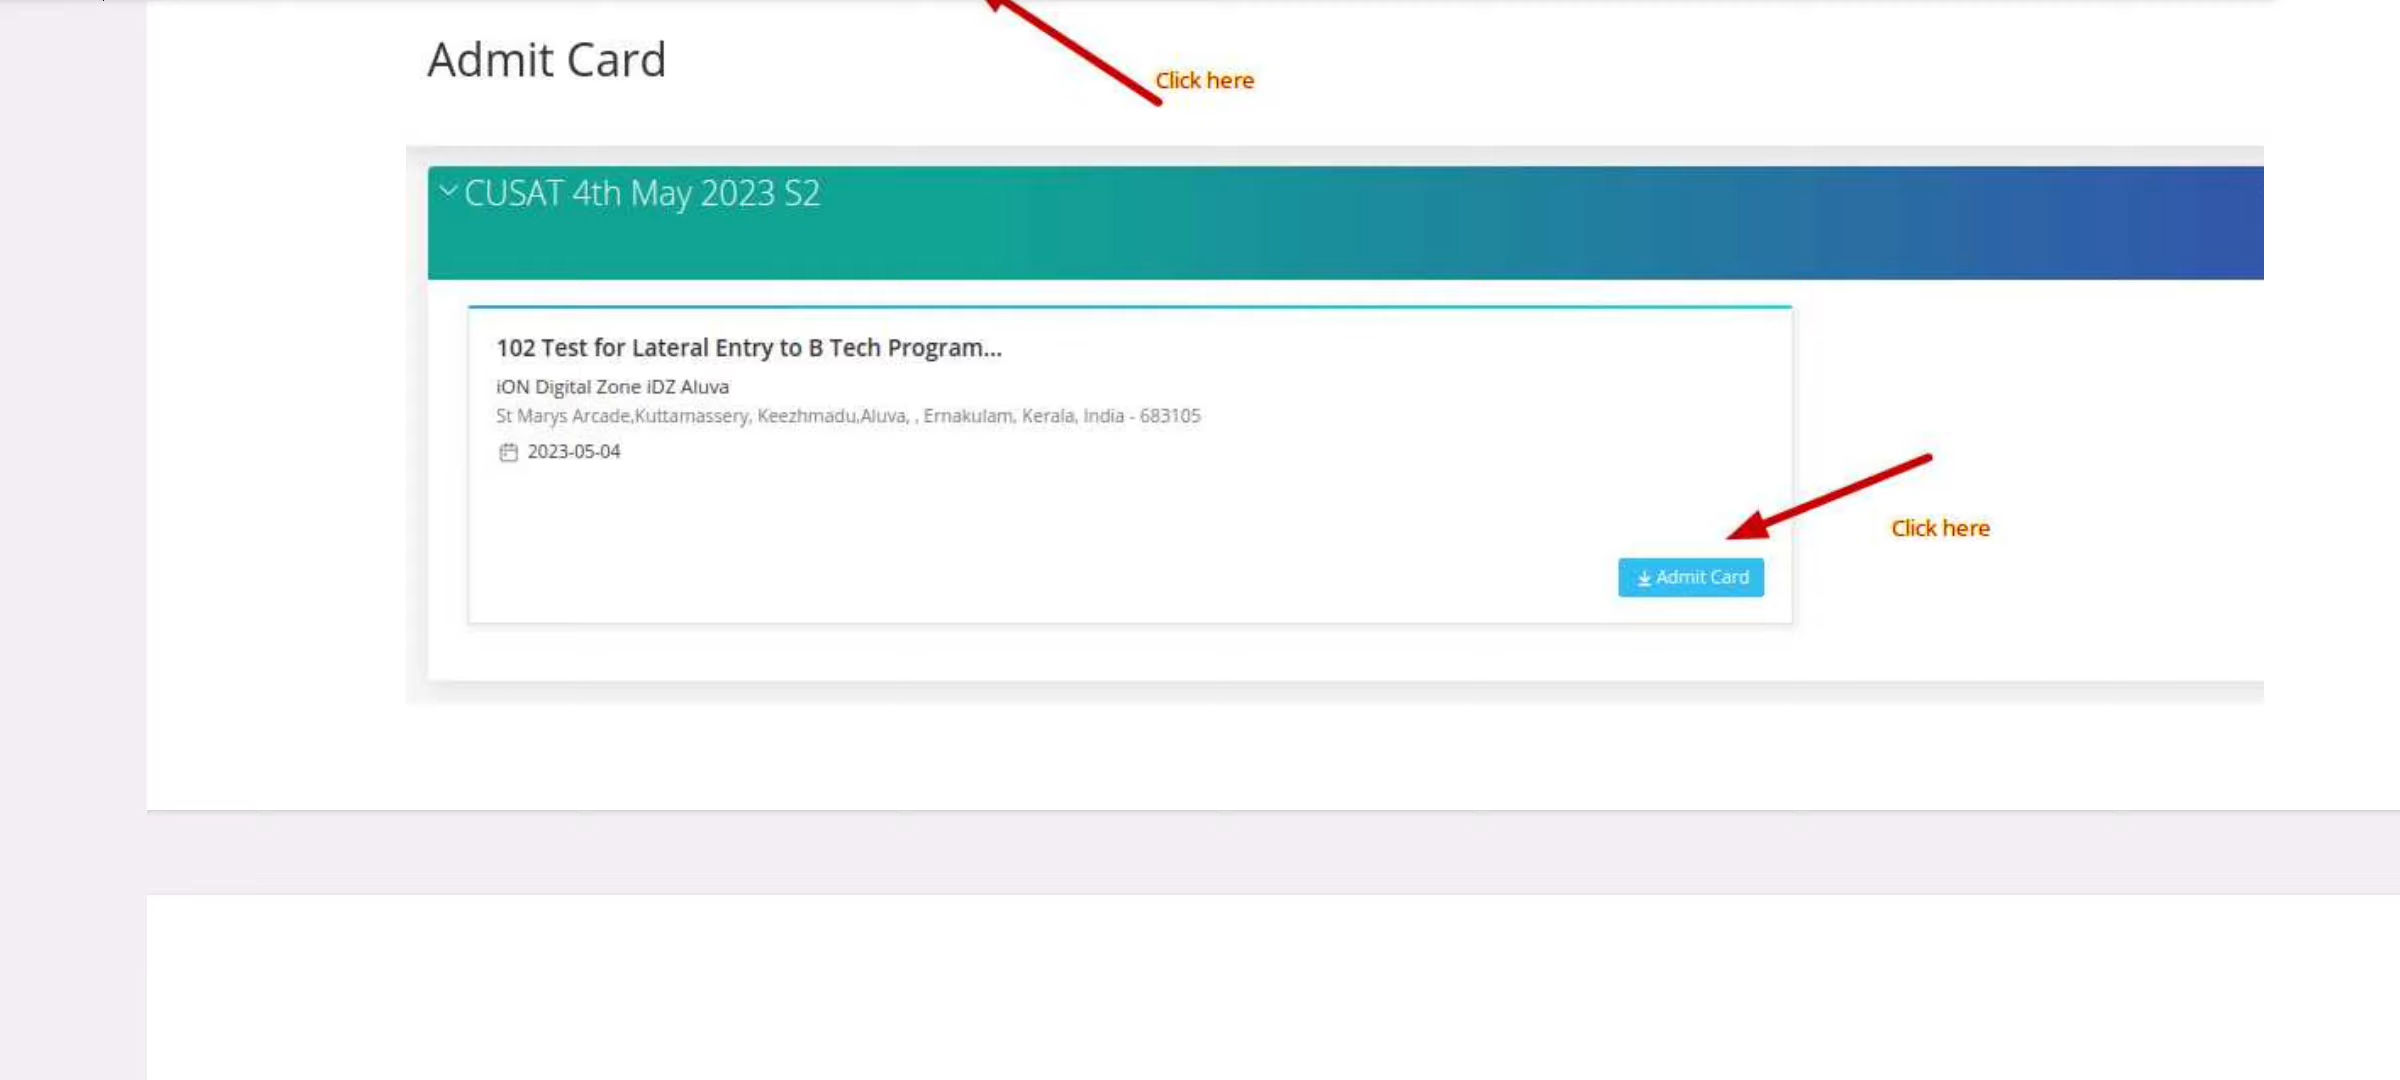 Admit Card
Click here
CUSAT 4th May 2023 S2
102 Test for Lateral Entry to B Tech Program...
iON Digital Zone iDZ Aluva
St Marys Arcade,Kuttamassery, Keezhmadu,Aluva, , Ernakulam, Kerala, India - 683105
2023-05-04
Click here
Admit Card